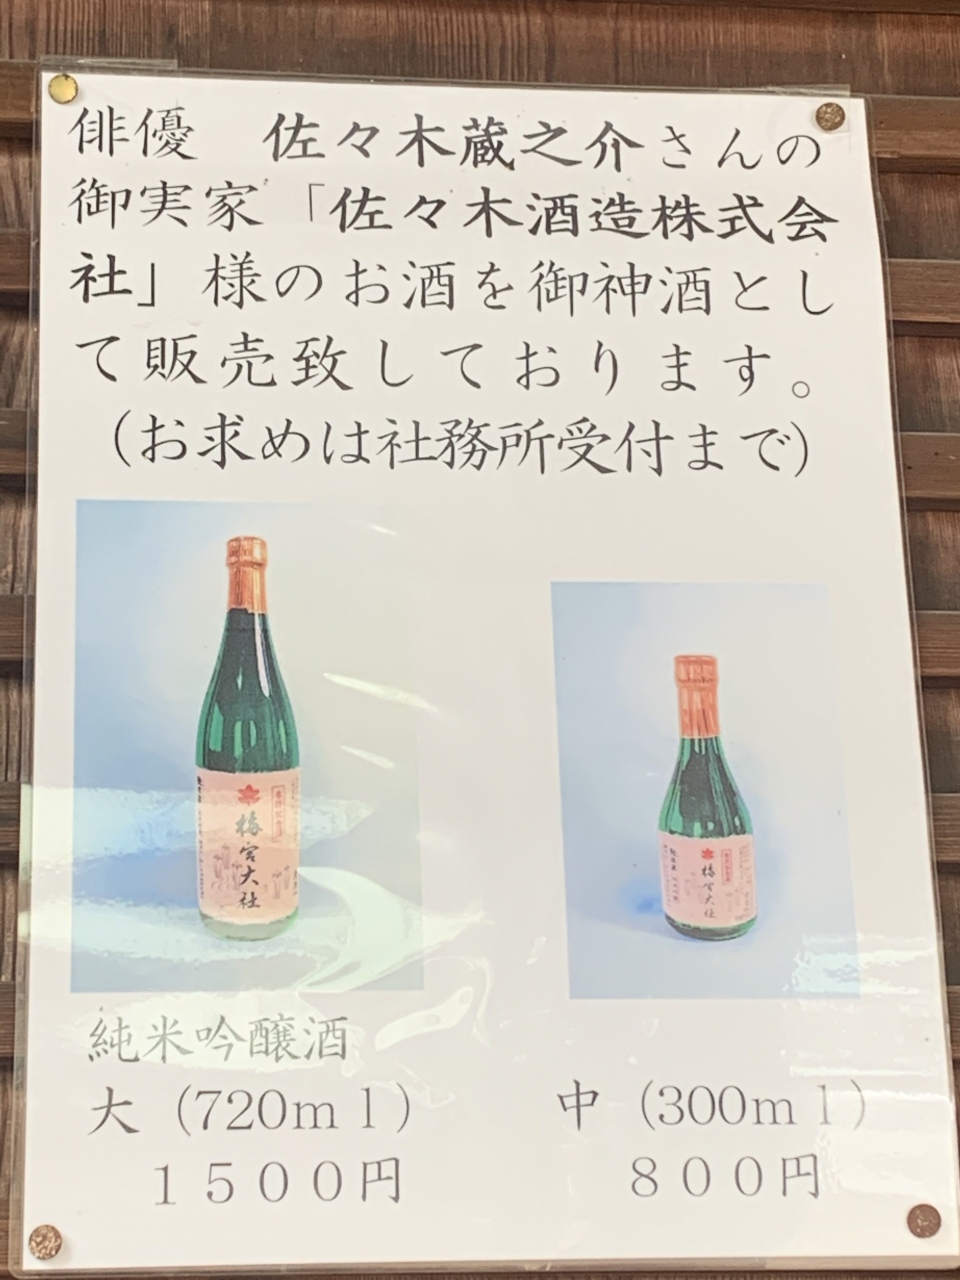 俳優　佐々木蔵之介さんの
御実家「佐々木酒造株式会
社」様のお酒を御神酒とし
て販売致しております。
（お求めは社務所受付まで）
梅宮大社
梅宮大社
純米吟醸酒
大（720ml）
1500円
中（300ml）
800円